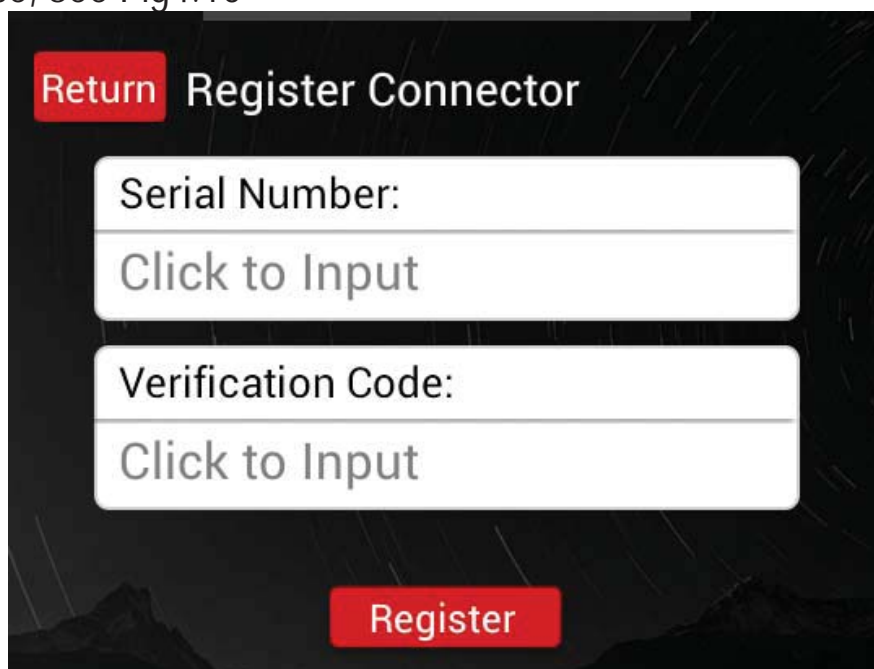 Return Register Connector
Serial Number:
Click to Input
Verification Code:
Click to Input
Register